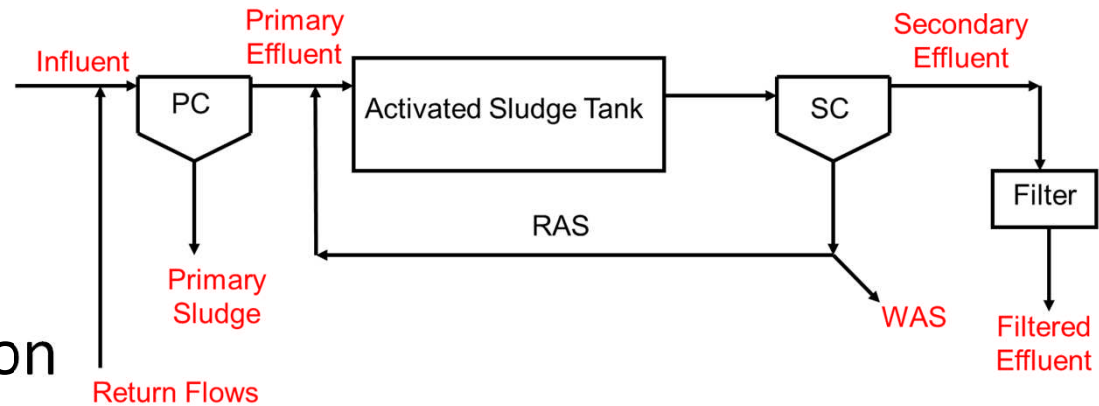 Influent
Primary
Effluent
PC
Activated Sludge Tank
SC
Secondary
Effluent
Filter
RAS
Primary
Sludge
WAS
Filtered
Effluent
on
Return Flows